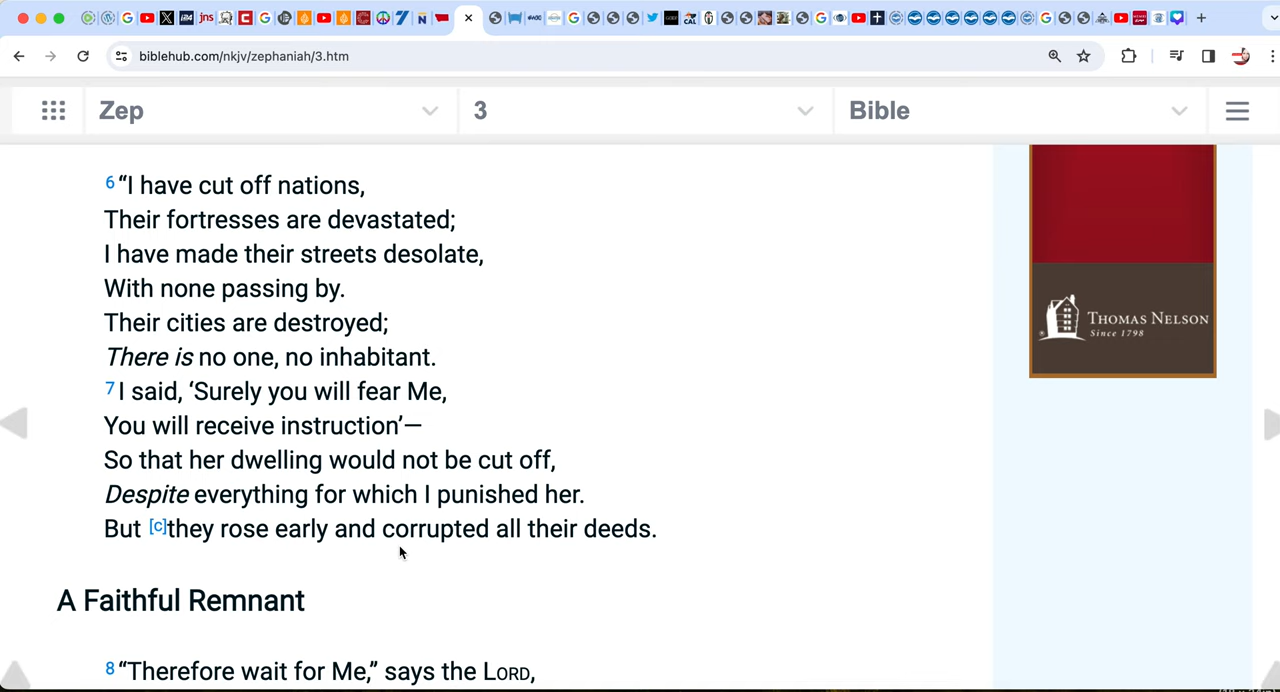 biblehub.com/nkjv/zephaniah/3.htm
Zep
3
Bible
6 “I have cut off nations,
Their fortresses are devastated;
I have made their streets desolate,
With none passing by.
Their cities are destroyed;
There is no one, no inhabitant.
7 I said, ‘Surely you will fear Me,
You will receive instruction’—
So that her dwelling would not be cut off,
Despite everything for which I punished her.
But [c]they rose early and corrupted all their deeds.
A Faithful Remnant
8 “Therefore wait for Me,” says the LORD,
THOMAS NELSON
Since 1798